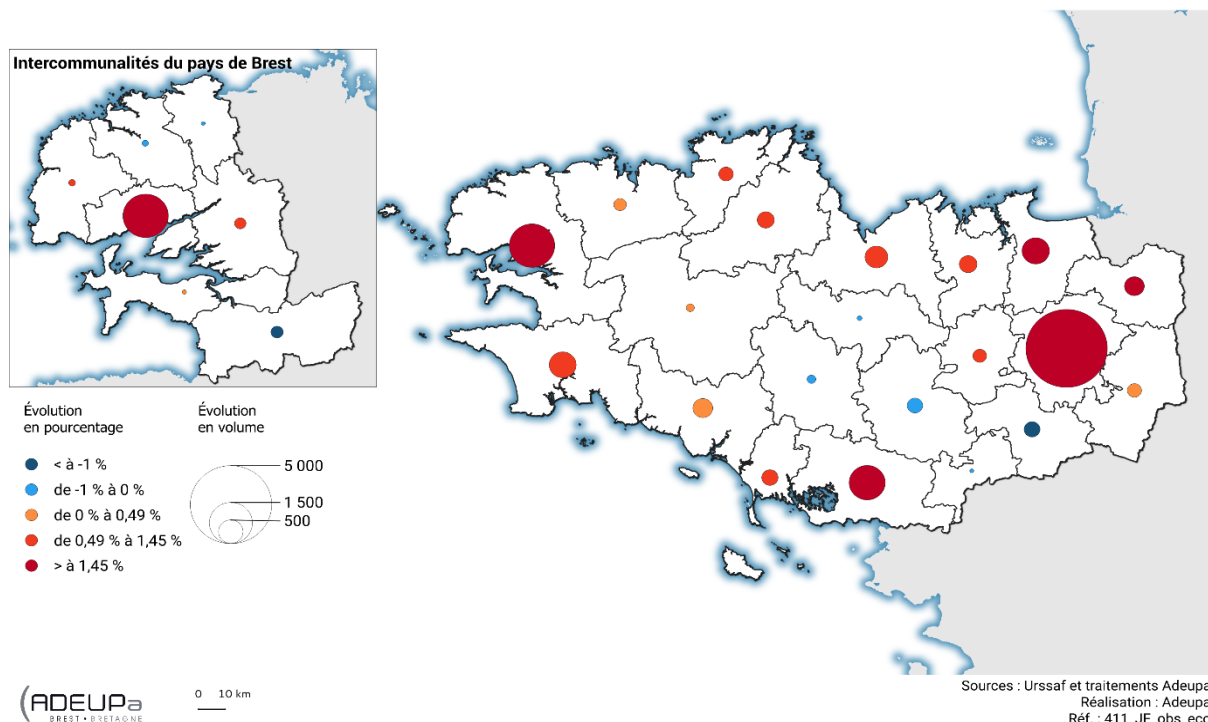 Intercommunalités du pays de Brest
Évolution
en pourcentage
< à -1 %
de -1 % à 0 %
de 0 % à 0,49 %
de 0,49 % à 1,45 %
> à 1,45 %
Évolution
en volume
5 000
1 500
500
ADEUPa
BREST • BRETAGNE
0 10 km
Sources : Urssaf et traitements Adeupa
Réalisation : Adeupa
Réf. : 411_JF_obs_eco